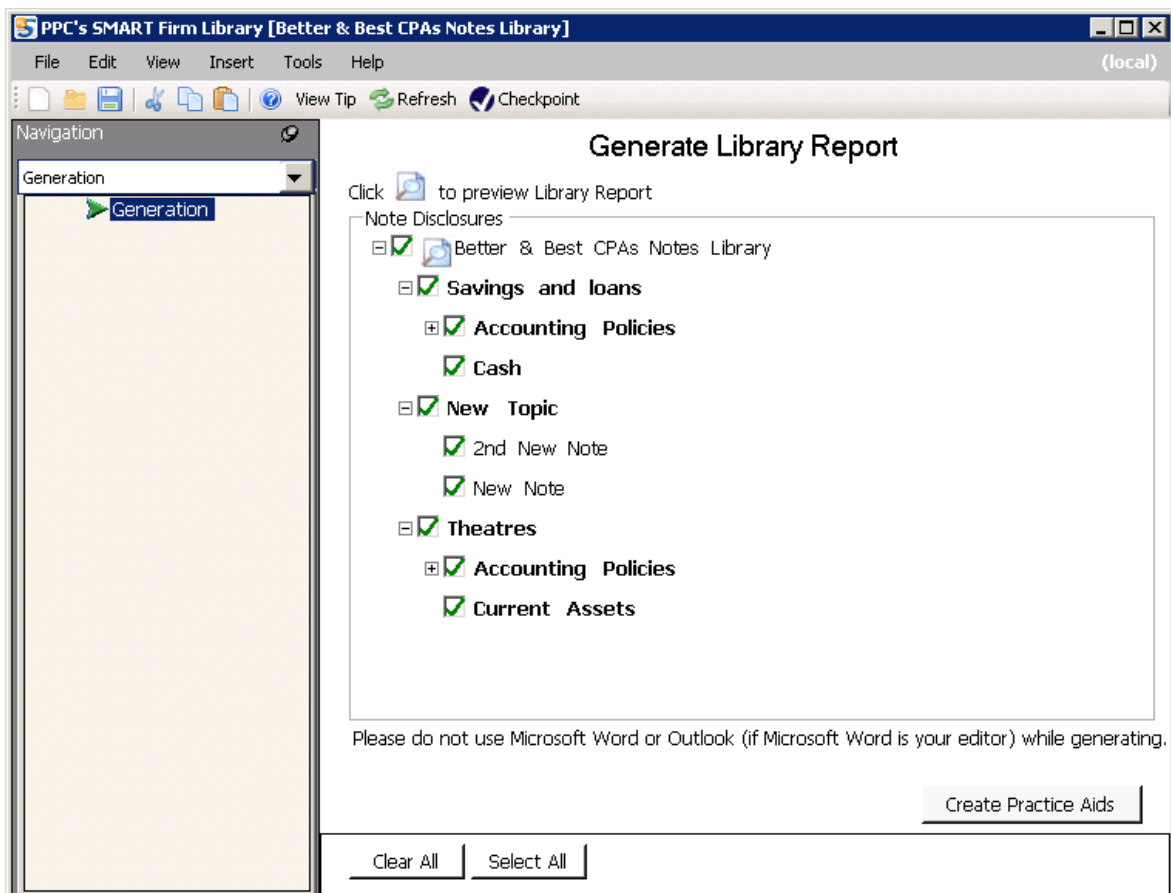 PPC's SMART Firm Library [Better & Best CPAs Notes Library]
File Edit View Insert Tools Help (local)
View Tip Refresh Checkpoint
Navigation
Generation
Generation
Generate Library Report
Click to preview Library Report
Note Disclosures
Better & Best CPAs Notes Library
Savings and loans
Accounting Policies
Cash
New Topic
2nd New Note
New Note
Theatres
Accounting Policies
Current Assets
Please do not use Microsoft Word or Outlook (if Microsoft Word is your editor) while generating.
Create Practice Aids
Clear All Select All